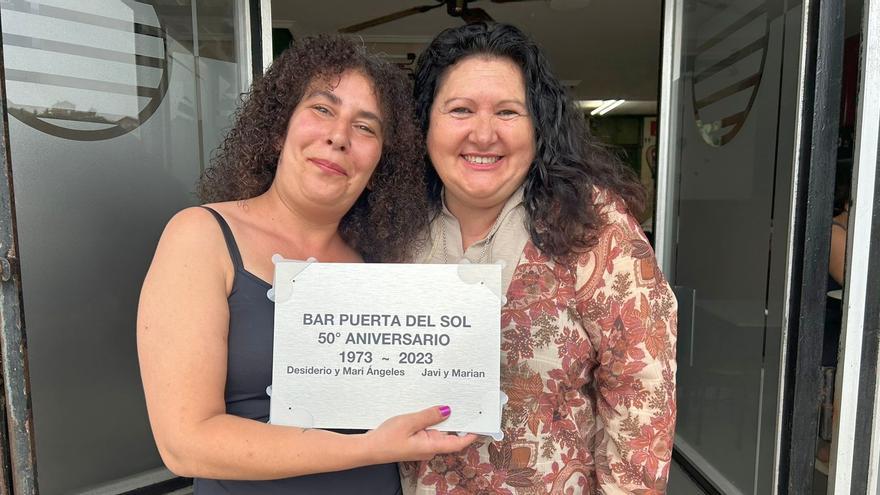 BAR PUERTA DEL SOL
50° ANIVERSARIO
1973 ~ 2023
Desiderio y Mari Ángeles Javi y Marian